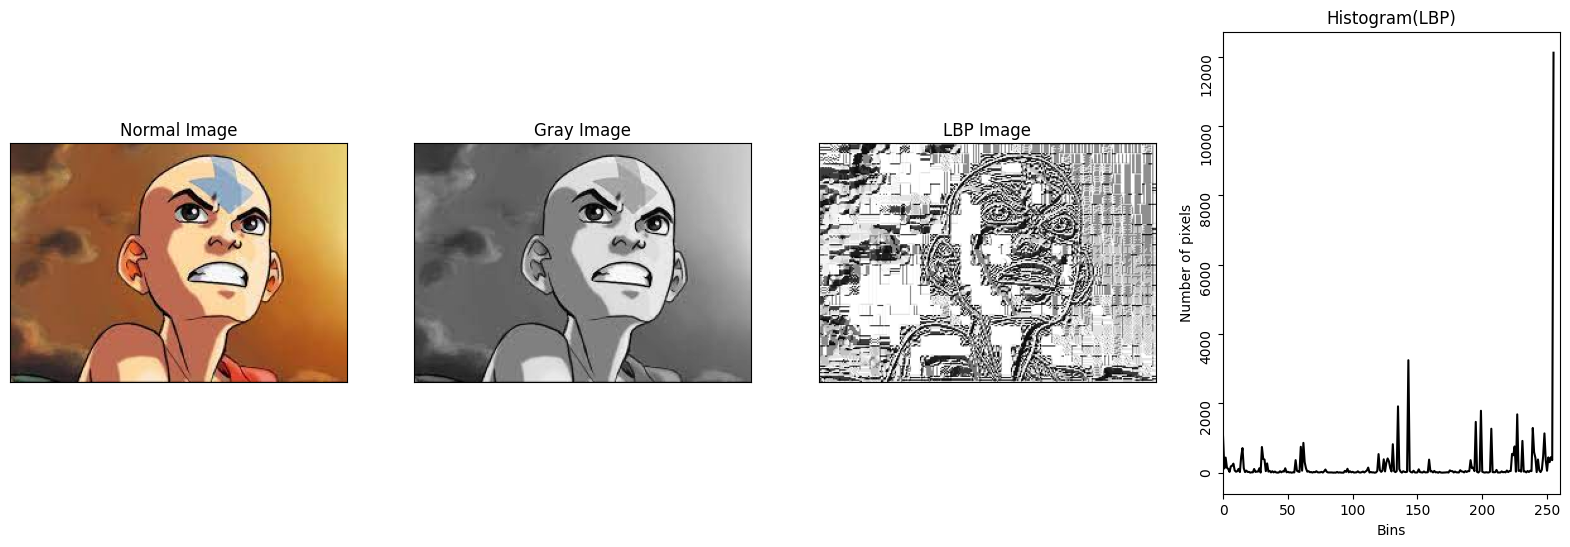 Normal Image
Gray Image
LBP Image
Histogram(LBP)
Number of pixels
12000
10000
8000
6000
4000
2000
0
0 50 100 150 200 250
Bins